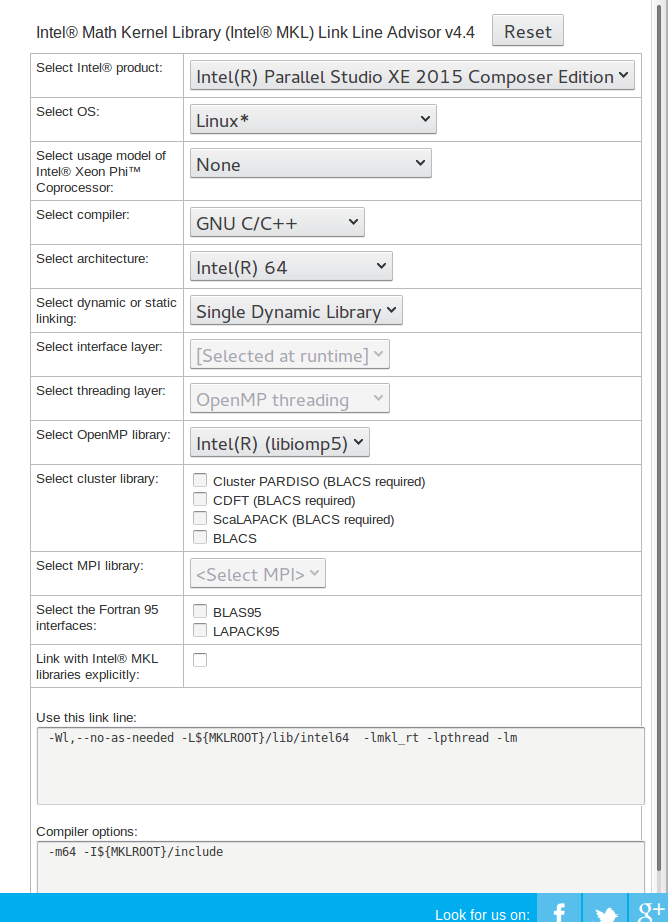 Intel® Math Kernel Library (Intel® MKL) Link Line Advisor v4.4 Reset
Select Intel® product: Intel(R) Parallel Studio XE 2015 Composer Edition
Select OS: Linux*
Select usage model of
Intel® Xeon Phi™
Coprocessor:
None
Select compiler: GNU C/C++
Select architecture: Intel(R) 64
Select dynamic or static
linking:
Single Dynamic Library
Select interface layer: [Selected at runtime]
Select threading layer: OpenMP threading
Select OpenMP library: Intel(R) (libiomp5)
Select cluster library: Cluster PARDISO (BLACS required)
CDFT (BLACS required)
ScaLAPACK (BLACS required)
BLACS
Select MPI library: <Select MPI>
Select the Fortran 95
interfaces:
BLAS95
LAPACK95
Link with Intel® MKL
libraries explicitly:
Use this link line:
-Wl,--no-as-needed -L${MKLROOT}/lib/intel64  -lmkl_rt -lpthread -lm
Compiler options:
-m64 -I${MKLROOT}/include
Look for us on: f g+